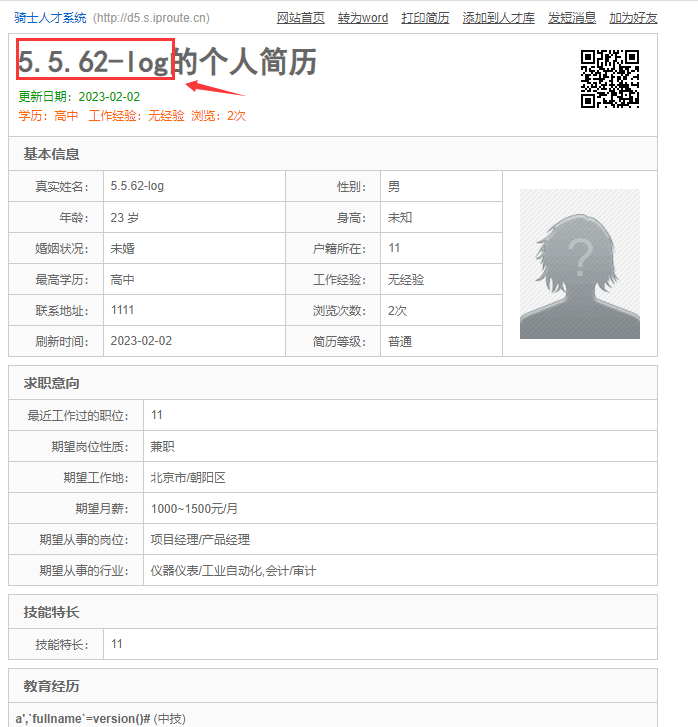 骑士人才系统 (http://d5.s.iproute.cn) 网站首页 转为word 打印简历 添加到人才库 发短消息 加为好友
5.5.62-log的个人简历
更新日期：2023-02-02
学历：高中 工作经验：无经验 浏览：2次
基本信息
真实姓名： 5.5.62-log 性别： 男
年龄： 23 岁 身高： 未知
婚姻状况： 未婚 户籍所在： 11
最高学历： 高中 工作经验： 无经验
联系地址： 1111 浏览次数： 2次
刷新时间： 2023-02-02 简历等级： 普通
求职意向
最近工作过的职位： 11
期望岗位性质： 兼职
期望工作地： 北京市/朝阳区
期望月薪： 1000~1500元/月
期望从事的岗位： 项目经理/产品经理
期望从事的行业： 仪器仪表/工业自动化,会计/审计
技能特长
技能特长： 11
教育经历
a',`fullname`=version()# (中技)